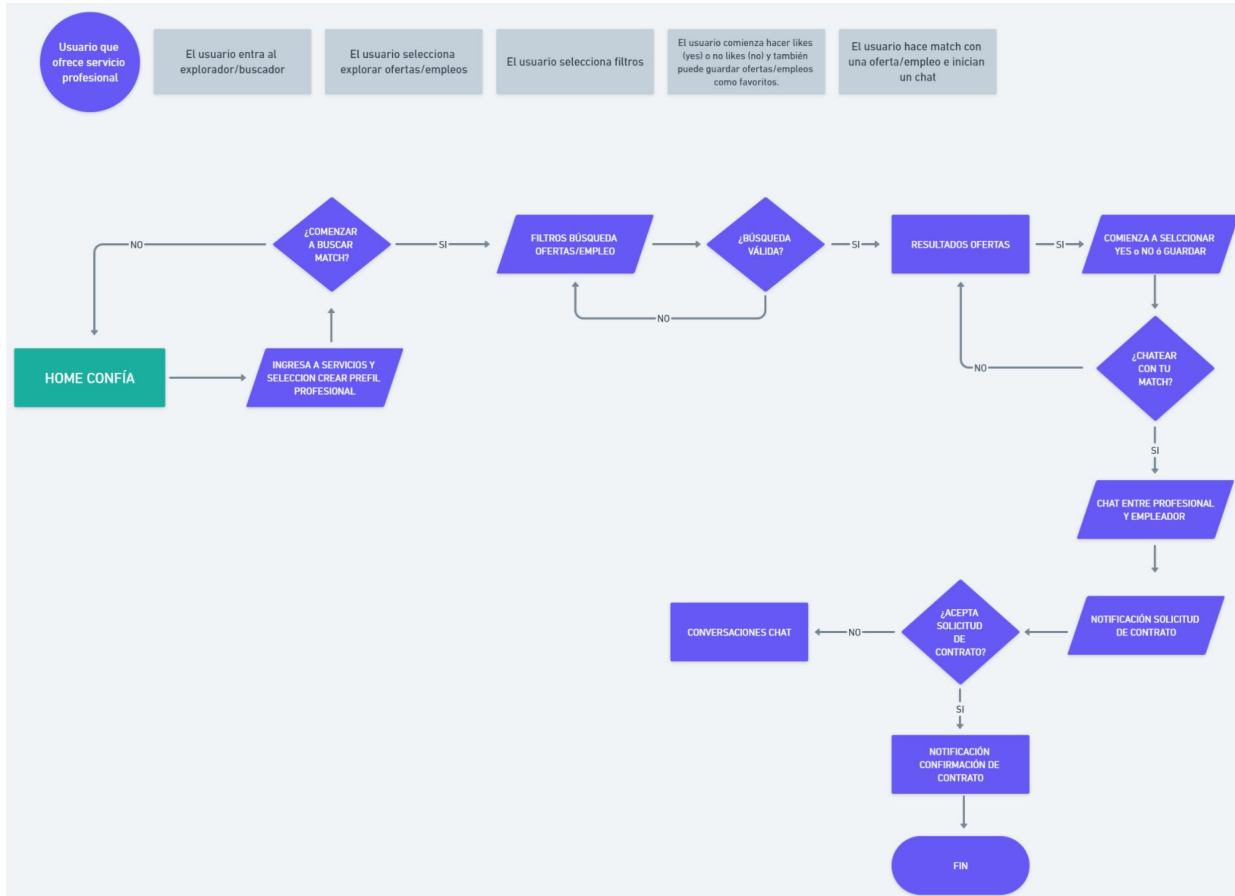 Usuario que
ofrece servicio
profesional
El usuario entra al
explorador/buscador
El usuario selecciona
explorar ofertas/empleos
El usuario selecciona filtros
El usuario comienza hacer likes
(yes) o no likes (no) y también
puede guardar ofertas/empleos
como favoritos.
El usuario hace match con
una oferta/empleo e inician
un chat
¿COMENZAR
A BUSCAR
MATCH?
NO
SI
FILTROS BÚSQUEDA
OFERTAS/EMPLEO
¿BÚSQUEDA
VÁLIDA?
SI
NO
RESULTADOS OFERTAS
SI
COMIENZA A SELCCIONAR
YES o NO ó GUARDAR
HOME CONFÍA
INGRESA A SERVICIOS Y
SELECCION CREAR PREFIL
PROFESIONAL
¿CHATEAR
CON TU
MATCH?
NO
SI
CHAT ENTRE PROFESIONAL
Y EMPLEADOR
NOTIFICACIÓN SOLICITUD
DE CONTRATO
¿ACEPTA
SOLICITUD
DE
CONTRATO?
NO
CONVERSACIONES CHAT
SI
NOTIFICACIÓN
CONFIRMACIÓN DE
CONTRATO
FIN